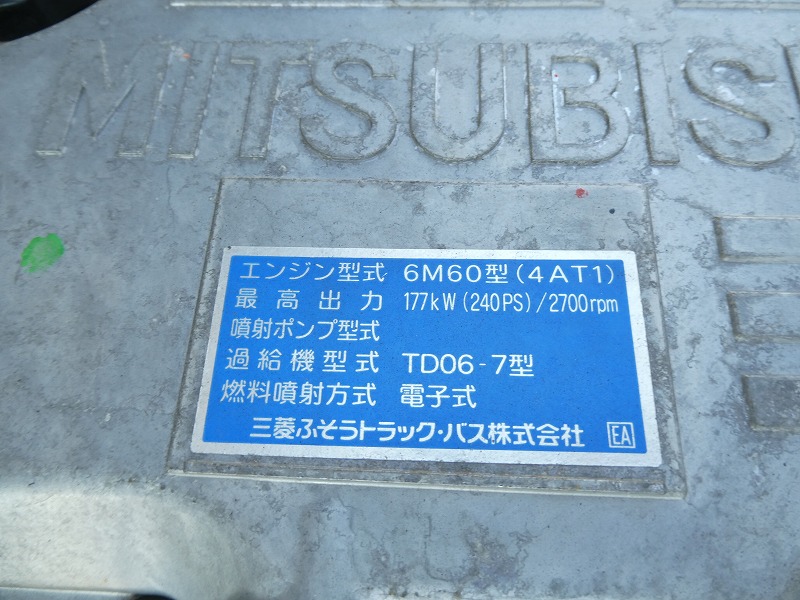 MITSUBIS
エンジン型式 6M60型(4AT1)
最高出力 177kW(240PS)/2700rpm
噴射ポンプ型式
過給機型式 TD06-7型
燃料噴射方式 電子式
三菱ふそうトラック・バス株式会社 EA